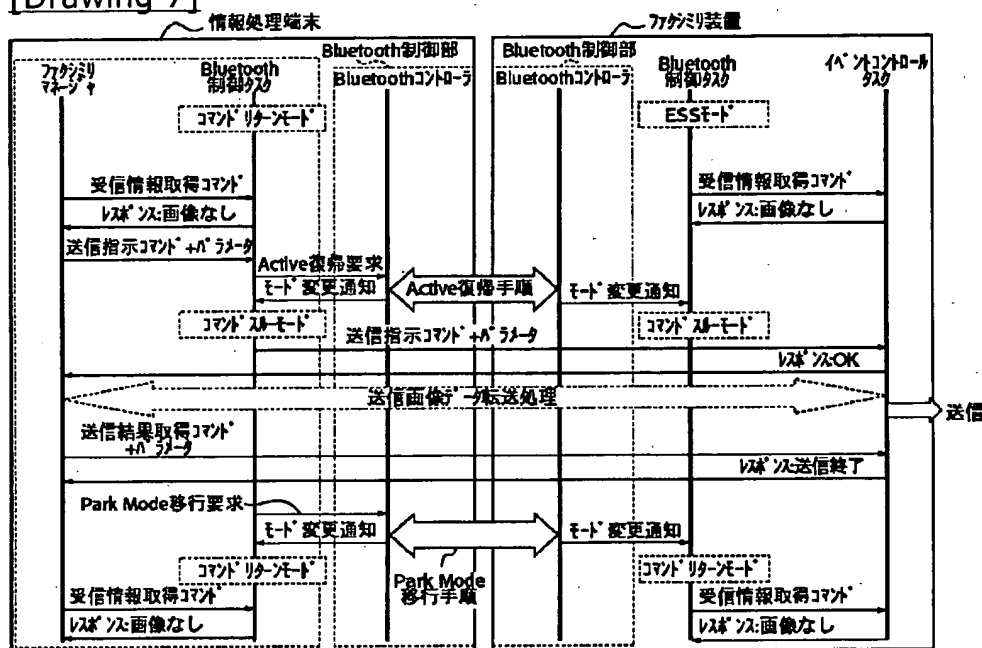 [Drawing 7]
情報処理端末
ファクシミリ装置
Bluetooth制御部
Bluetooth制御部
ファクシミリ
マネージャ
Bluetooth
制御タスク
Bluetoothコントローラ
Bluetoothコントローラ
Bluetooth
制御タスク
イベントコントロール
タスク
コマンドリターンモード
ESSモード
受信情報取得コマンド
受信情報取得コマンド
レスポンス:画像なし
レスポンス:画像なし
送信指示コマンド+パラメータ
Active復帰要求
モード変更通知
Active復帰手順
モード変更通知
コマンドスルーモード
コマンドスルーモード
送信指示コマンド+パラメータ
レスポンス:OK
送信画像データ転送処理
送信
送信結果取得コマンド
+パラメータ
レスポンス:送信終了
Park Mode移行要求
モード変更通知
モード変更通知
コマンドリターンモード
Park Mode
移行手順
コマンドリターンモード
受信情報取得コマンド
受信情報取得コマンド
レスポンス:画像なし
レスポンス:画像なし